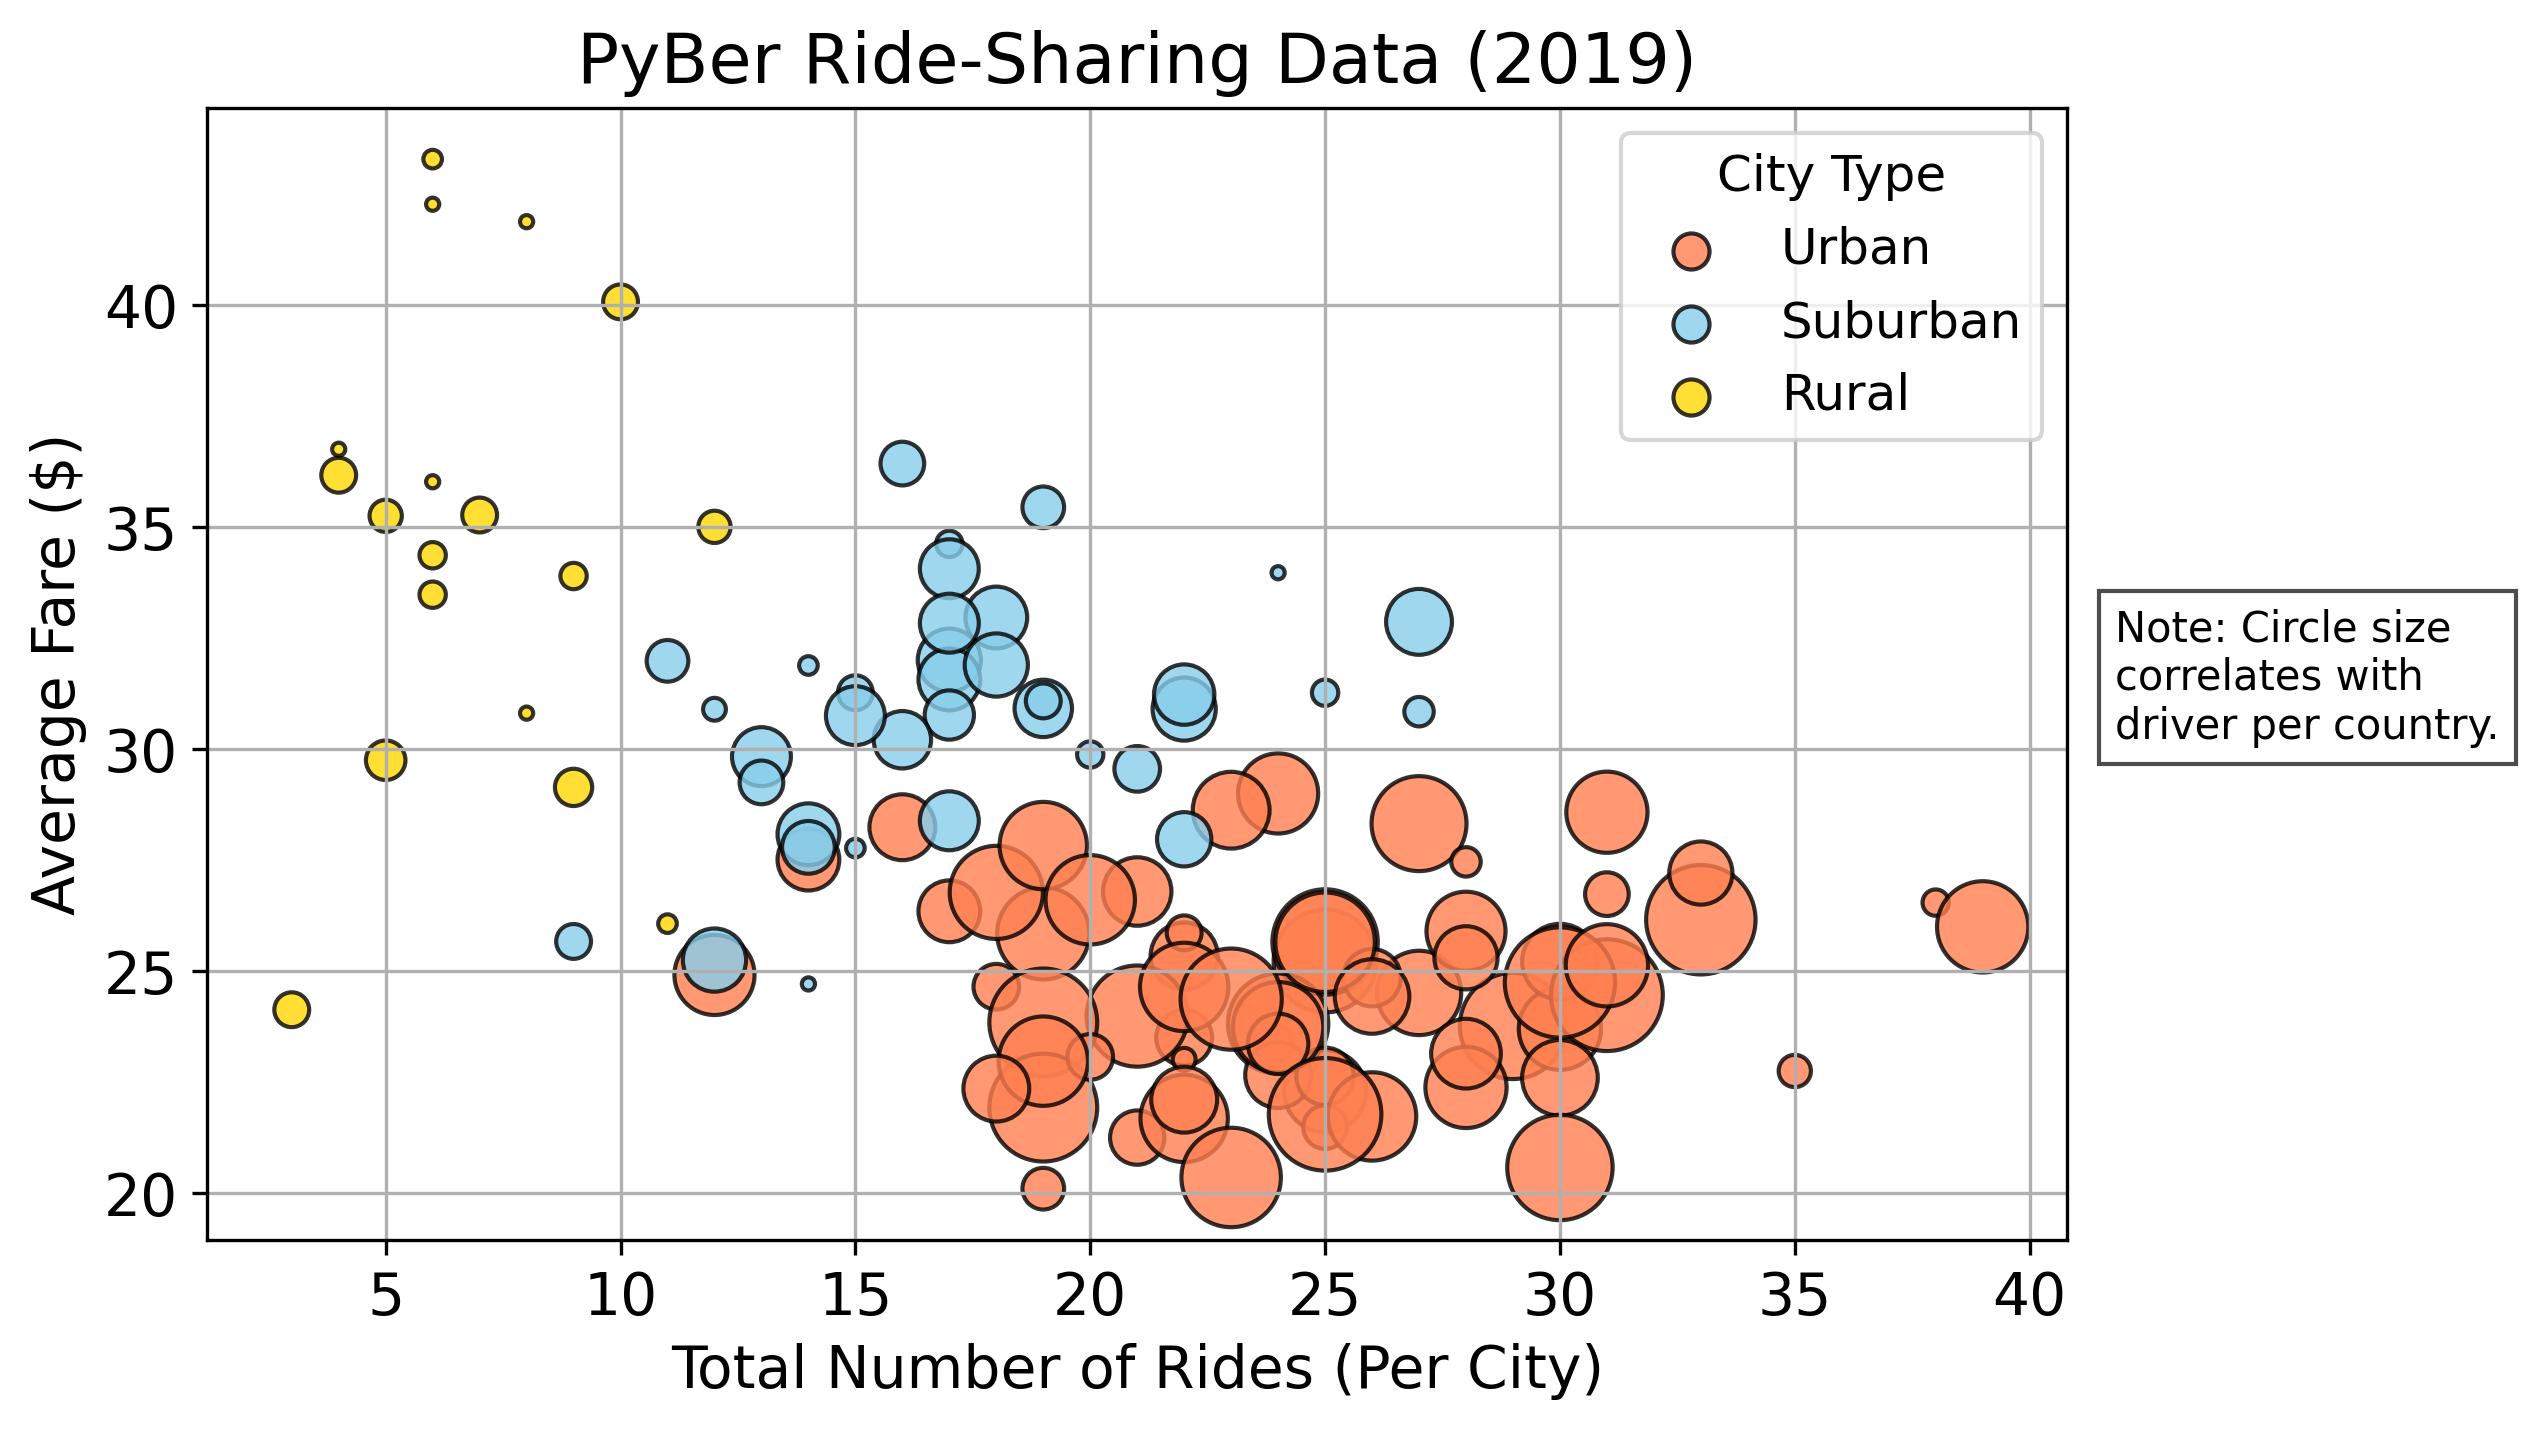 PyBer Ride-Sharing Data (2019)
City Type
Urban
Suburban
Rural
Average Fare ($)
40
35
30
25
20
Note: Circle size
correlates with
driver per country.
5 10 15 20 25 30 35 40
Total Number of Rides (Per City)